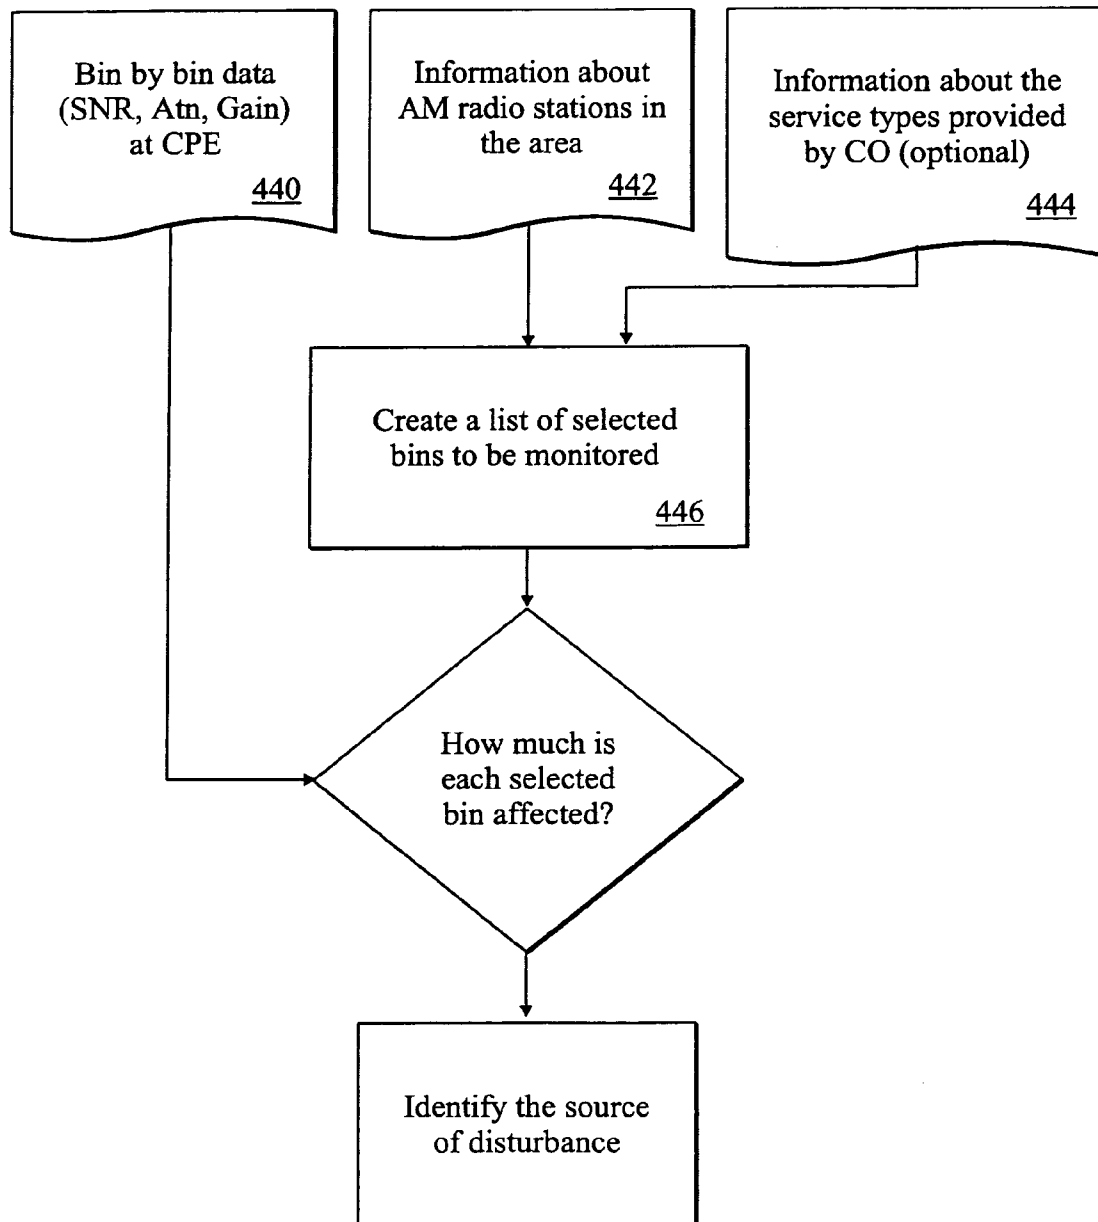 Bin by bin data
(SNR, Atn, Gain)
at CPE
440
Information about
AM radio stations in
the area
442
Information about the
service types provided
by CO (optional)
444
Create a list of selected
bins to be monitored
446
How much is
each selected
bin affected?
Identify the source
of disturbance